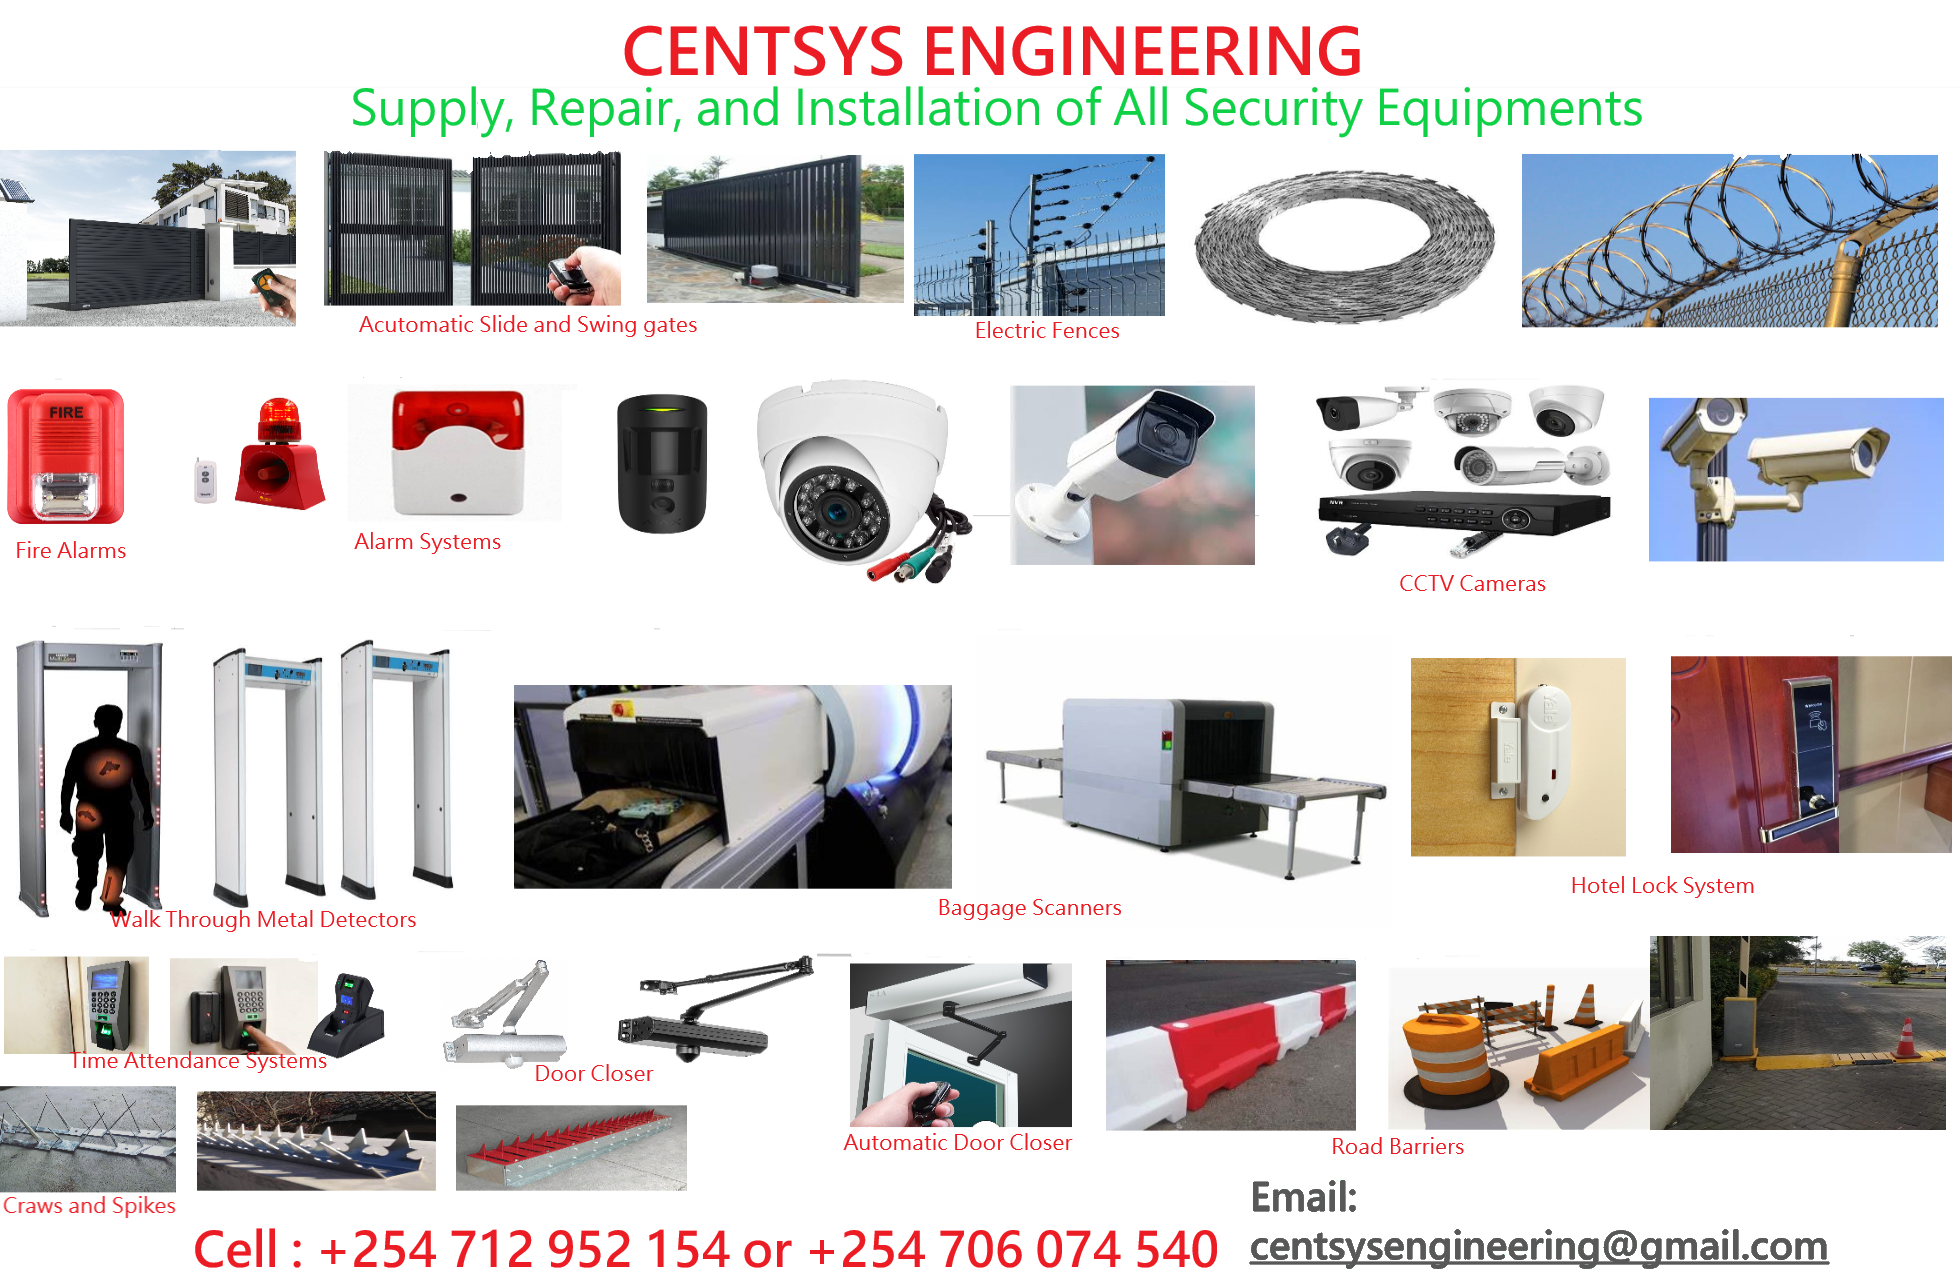 CENTSYS ENGINEERING
Supply, Repair, and Installation of All Security Equipments
Acutomatic Slide and Swing gates
Electric Fences
FIRE
Fire Alarms
Alarm Systems
NVR
CCTV Cameras
Walk Through Metal Detectors
Baggage Scanners
Yale
Yale
Hotel Lock System
Time Attendance Systems
Door Closer
Automatic Door Closer
Road Barriers
Craws and Spikes
Cell : +254 712 952 154 or +254 706 074 540
Email:
centsysengineering@gmail.com